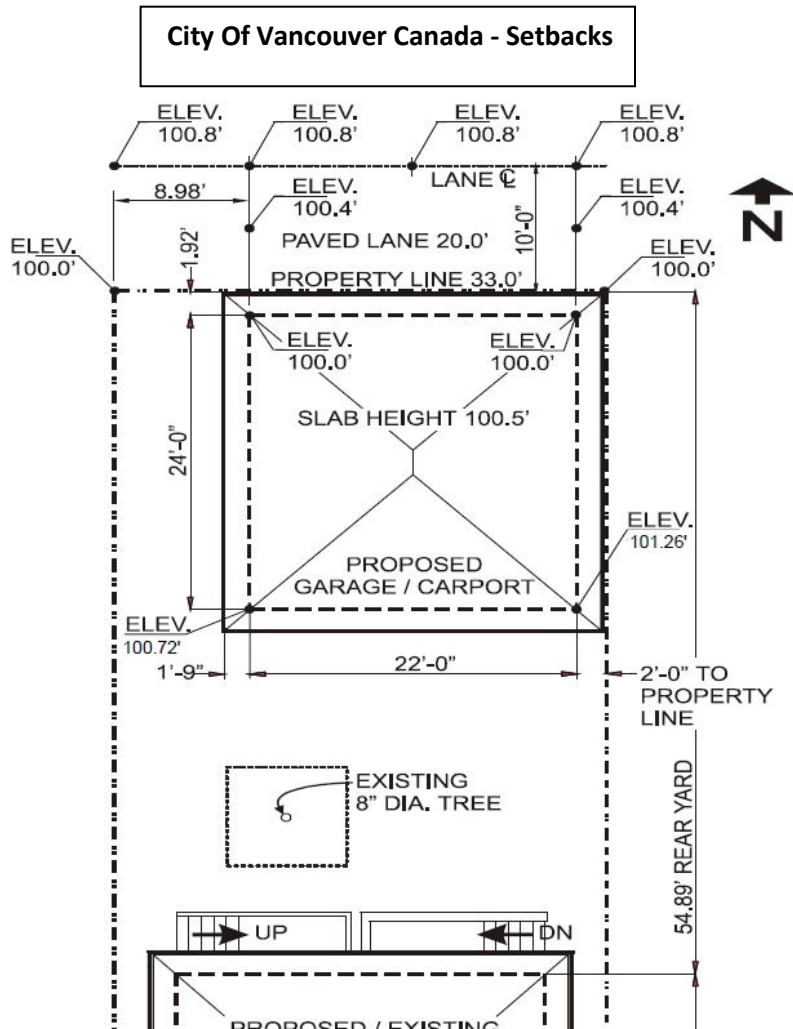 City Of Vancouver Canada - Setbacks
ELEV.
100.8'
ELEV.
100.8'
ELEV.
100.8'
ELEV.
100.8'
LANE ℄
8.98'
ELEV.
100.4'
ELEV.
100.4'
10'-0"
N
PAVED LANE 20.0'
1.92'
ELEV.
100.0'
ELEV.
100.0'
PROPERTY LINE 33.0'
ELEV.
100.0'
ELEV.
100.0'
SLAB HEIGHT 100.5'
24'-0"
ELEV.
101.26'
PROPOSED
GARAGE / CARPORT
ELEV.
100.72'
1'-9"
22'-0"
2'-0" TO
PROPERTY
LINE
EXISTING
8" DIA. TREE
54.89' REAR YARD
UP
DN
PROPOSED / EXISTING